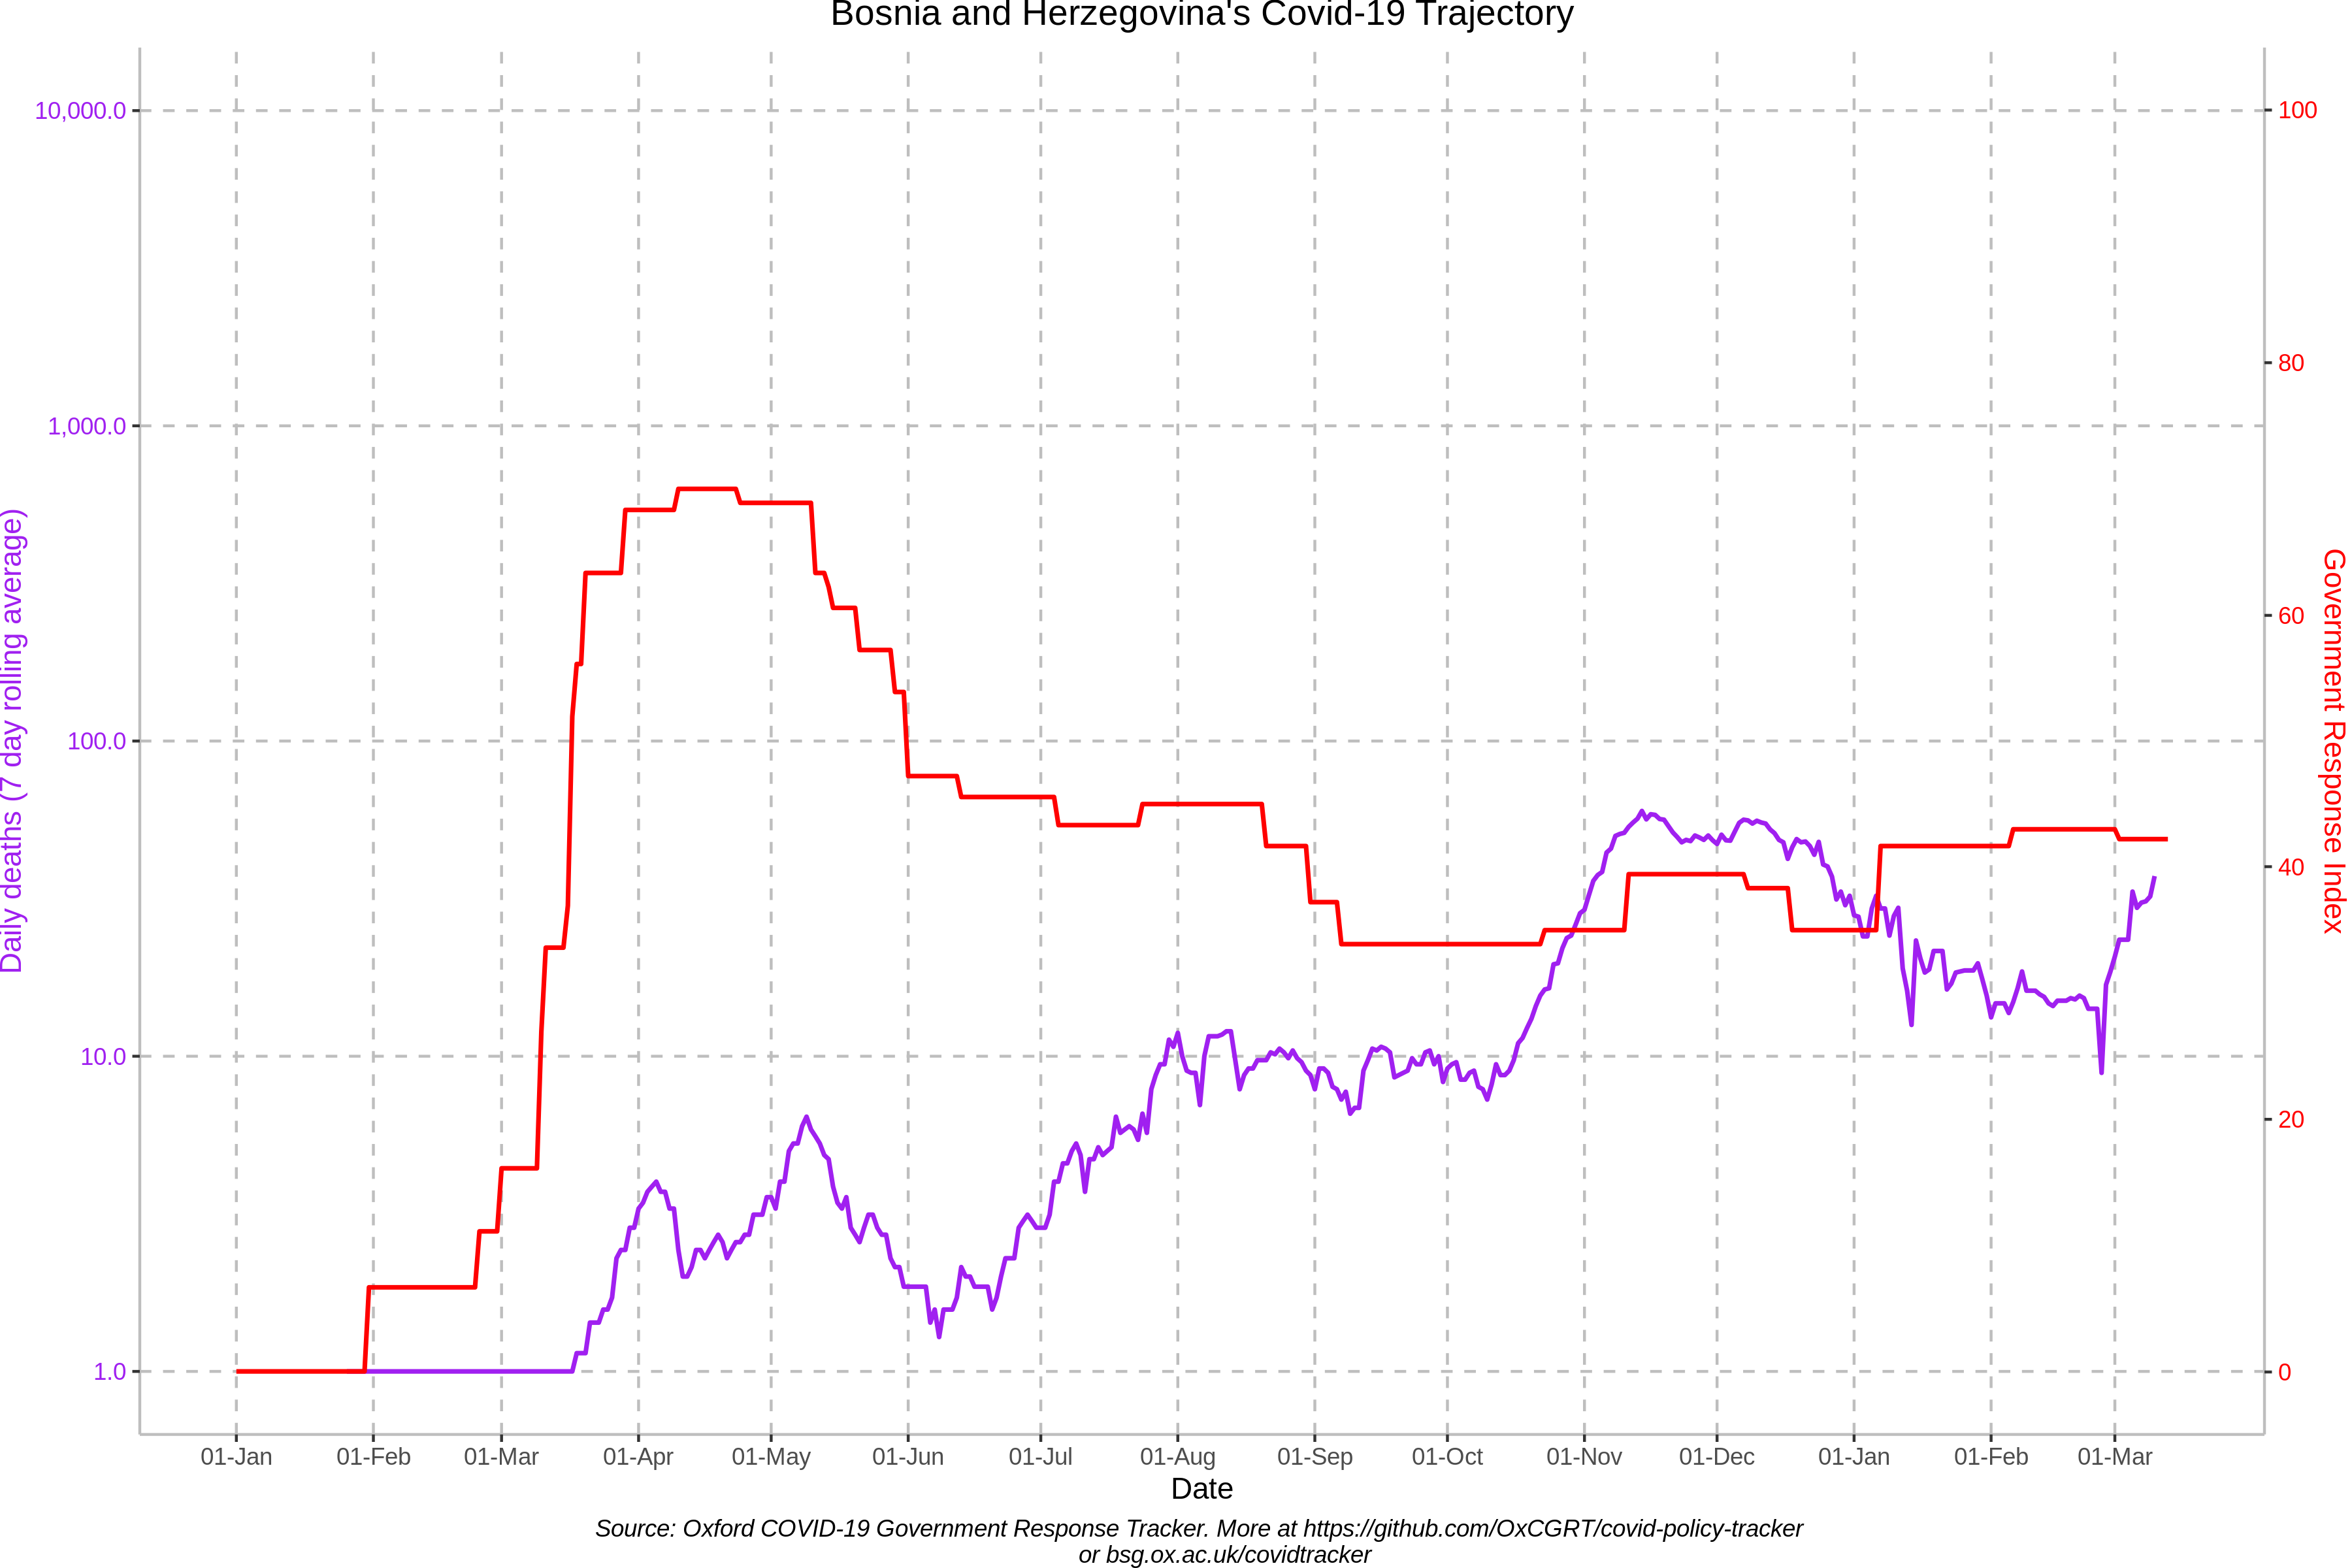 Bosnia and Herzegovina's Covid-19 Trajectory
Daily deaths (7 day rolling average)
10,000.0
1,000.0
100.0
10.0
1.0
100
80
60
40
20
0
Government Response Index
01-Jan 01-Feb 01-Mar 01-Apr 01-May 01-Jun 01-Jul 01-Aug 01-Sep 01-Oct 01-Nov 01-Dec 01-Jan 01-Feb 01-Mar
Date
Source: Oxford COVID-19 Government Response Tracker. More at https://github.com/OxCGRT/covid-policy-tracker
or bsg.ox.ac.uk/covidtracker